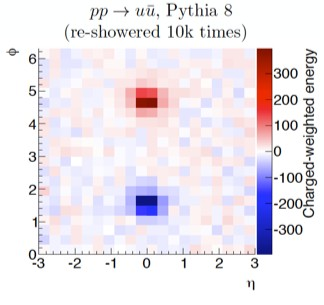 pp → uū, Pythia 8
(re-showered 10k times)
ϕ
6
5
4
3
2
1
0
-3 -2 -1 0 1 2 3
η
300
200
100
0
-100
-200
-300
Charged-weighted energy